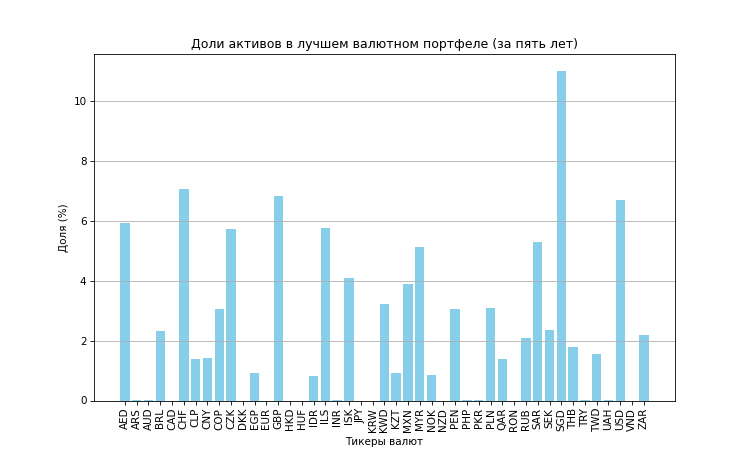 Доли активов в лучшем валютном портфеле (за пять лет)
Доля (%)
10
8
6
4
2
0
AED ARS AUD BRL CAD CHF CLP CNY COP CZK DKK EGP EUR GBP HKD HUF IDR ILS INR ISK JPY KRW KWD KZT MXN MYR NOK NZD PEN PHP PKR PLN QAR RON RUB SAR SEK SGD THB TRY TWD UAH USD VND ZAR
Тикеры валют